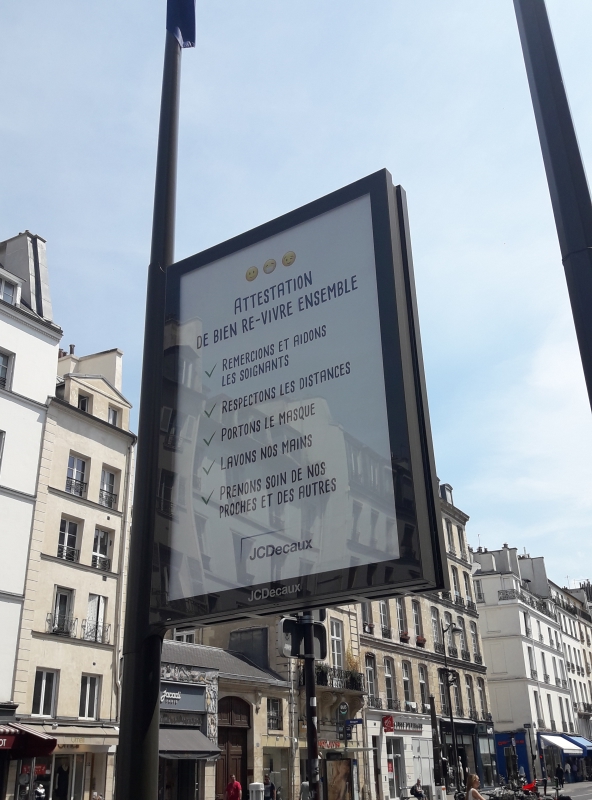 ATTESTATION
DE BIEN RE-VIVRE ENSEMBLE
REMERCIONS ET AIDONS
LES SOIGNANTS
RESPECTONS LES DISTANCES
PORTONS LE MASQUE
LAVONS NOS MAINS
PRENONS SOIN DE NOS
PROCHES ET DES AUTRES
JCDecaux
JCDecaux